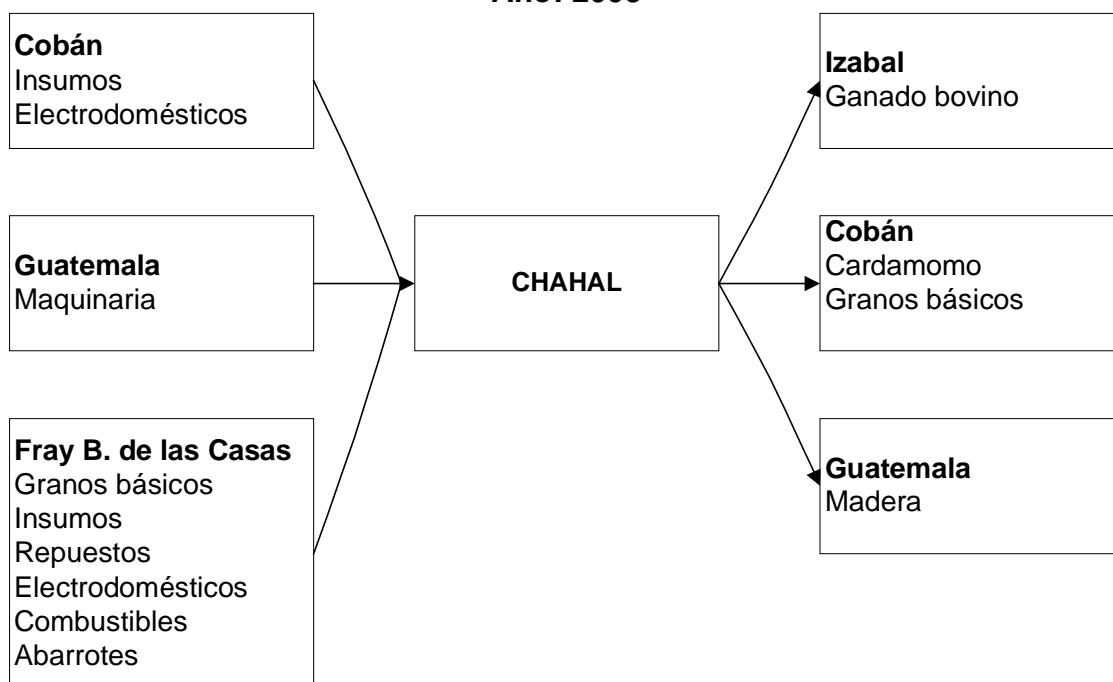 Cobán
Insumos
Electrodomésticos
Guatemala
Maquinaria
Fray B. de las Casas
Granos básicos
Insumos
Repuestos
Electrodomésticos
Combustibles
Abarrotes
CHAHAL
Izabal
Ganado bovino
Cobán
Cardamomo
Granos básicos
Guatemala
Madera